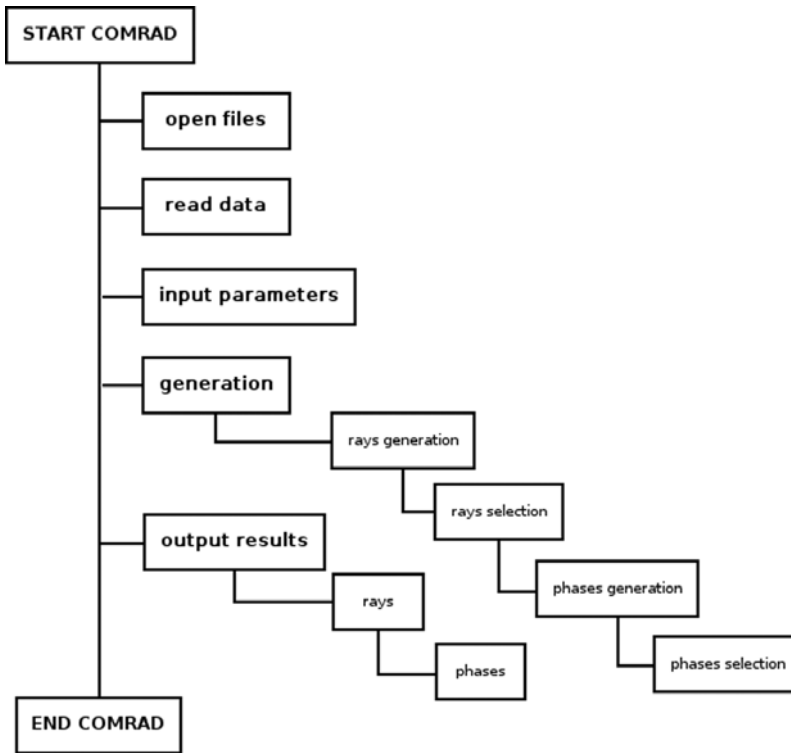 START COMRAD
open files
read data
input parameters
generation
rays generation
rays selection
output results
phases generation
rays
phases selection
phases
END COMRAD